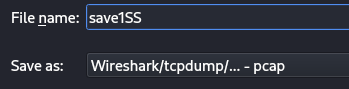 File name: save1SS
Save as: Wireshark/tcpdump/... - pcap